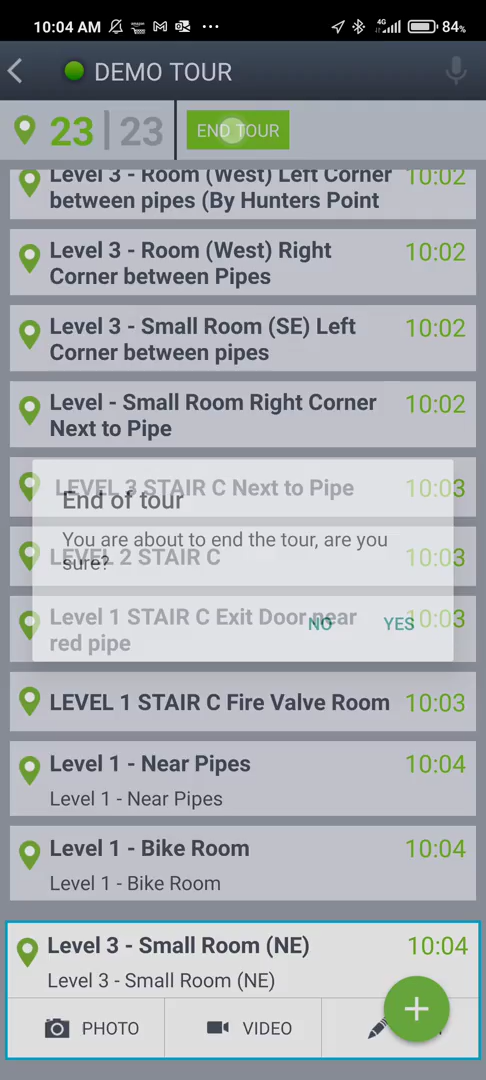 10:04 AM
4G
84%
DEMO TOUR
23 | 23
END TOUR
Level 3 - Room (West) Left Corner
between pipes (By Hunters Point
10:02
Level 3 - Room (West) Right
Corner between Pipes
10:02
Level 3 - Small Room (SE) Left
Corner between pipes
10:02
Level - Small Room Right Corner
Next to Pipe
10:02
LEVEL 3 STAIR C Next to Pipe
10:03
End of tour
You are about to end the tour, are you
sure?
LEVEL 2 STAIR C
10:03
Level 1 STAIR C Exit Door near
red pipe
10:03
NO
YES
LEVEL 1 STAIR C Fire Valve Room
10:03
Level 1 - Near Pipes
10:04
Level 1 - Near Pipes
Level 1 - Bike Room
10:04
Level 1 - Bike Room
Level 3 - Small Room (NE)
10:04
Level 3 - Small Room (NE)
PHOTO
VIDEO